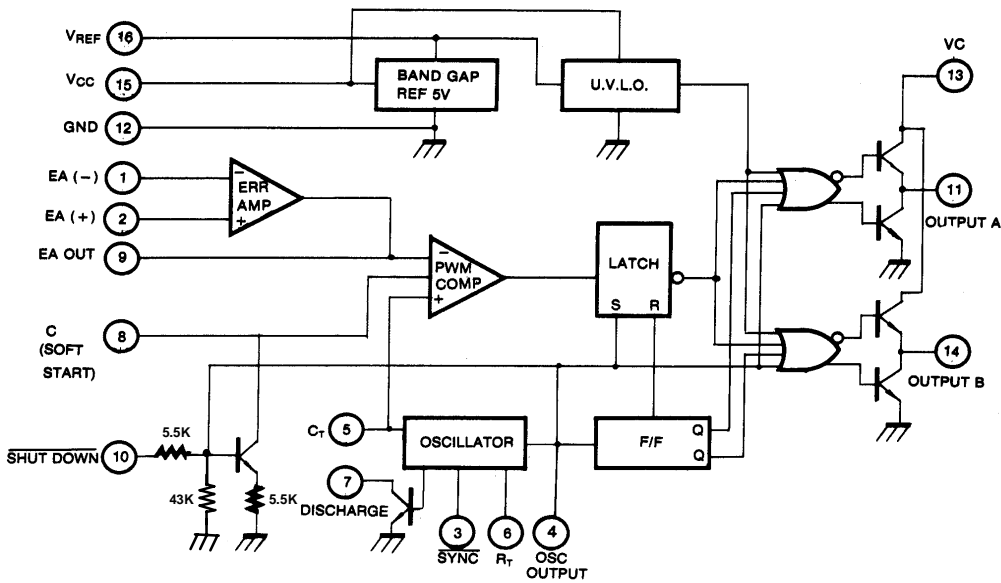 VREF 16
VCC 15
BAND GAP
REF 5V
U.V.L.O.
VC
13
GND 12
EA (−) 1
− ERR
AMP
+
EA (+) 2
11
OUTPUT A
EA OUT 9
−
PWM
COMP
+
LATCH
S R
C
(SOFT
START)
8
14
OUTPUT B
CT 5
OSCILLATOR
F/F
Q
Q
SHUT DOWN 10
5.5K
43K
5.5K
7
DISCHARGE
3
SYNC
6
RT
4
OSC
OUTPUT